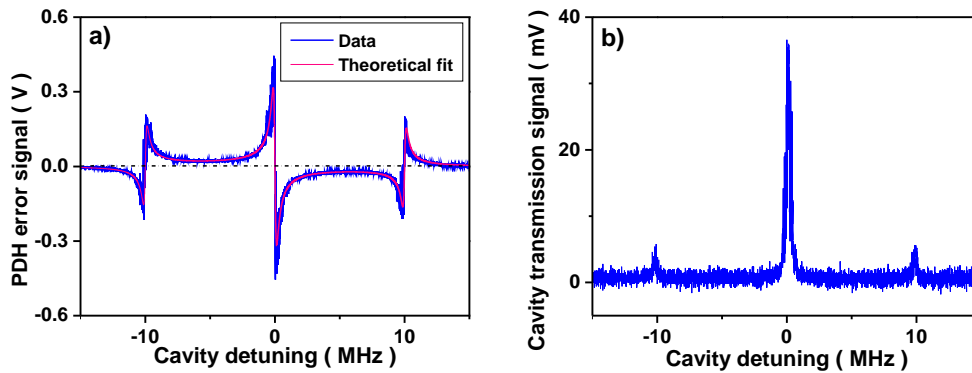 a)
Data
Theoretical fit
PDH error signal ( V )
0.6
0.3
0.0
-0.3
-0.6
-10
0
10
Cavity detuning ( MHz )
b)
Cavity transmission signal ( mV )
40
20
0
-10
0
10
Cavity detuning ( MHz )